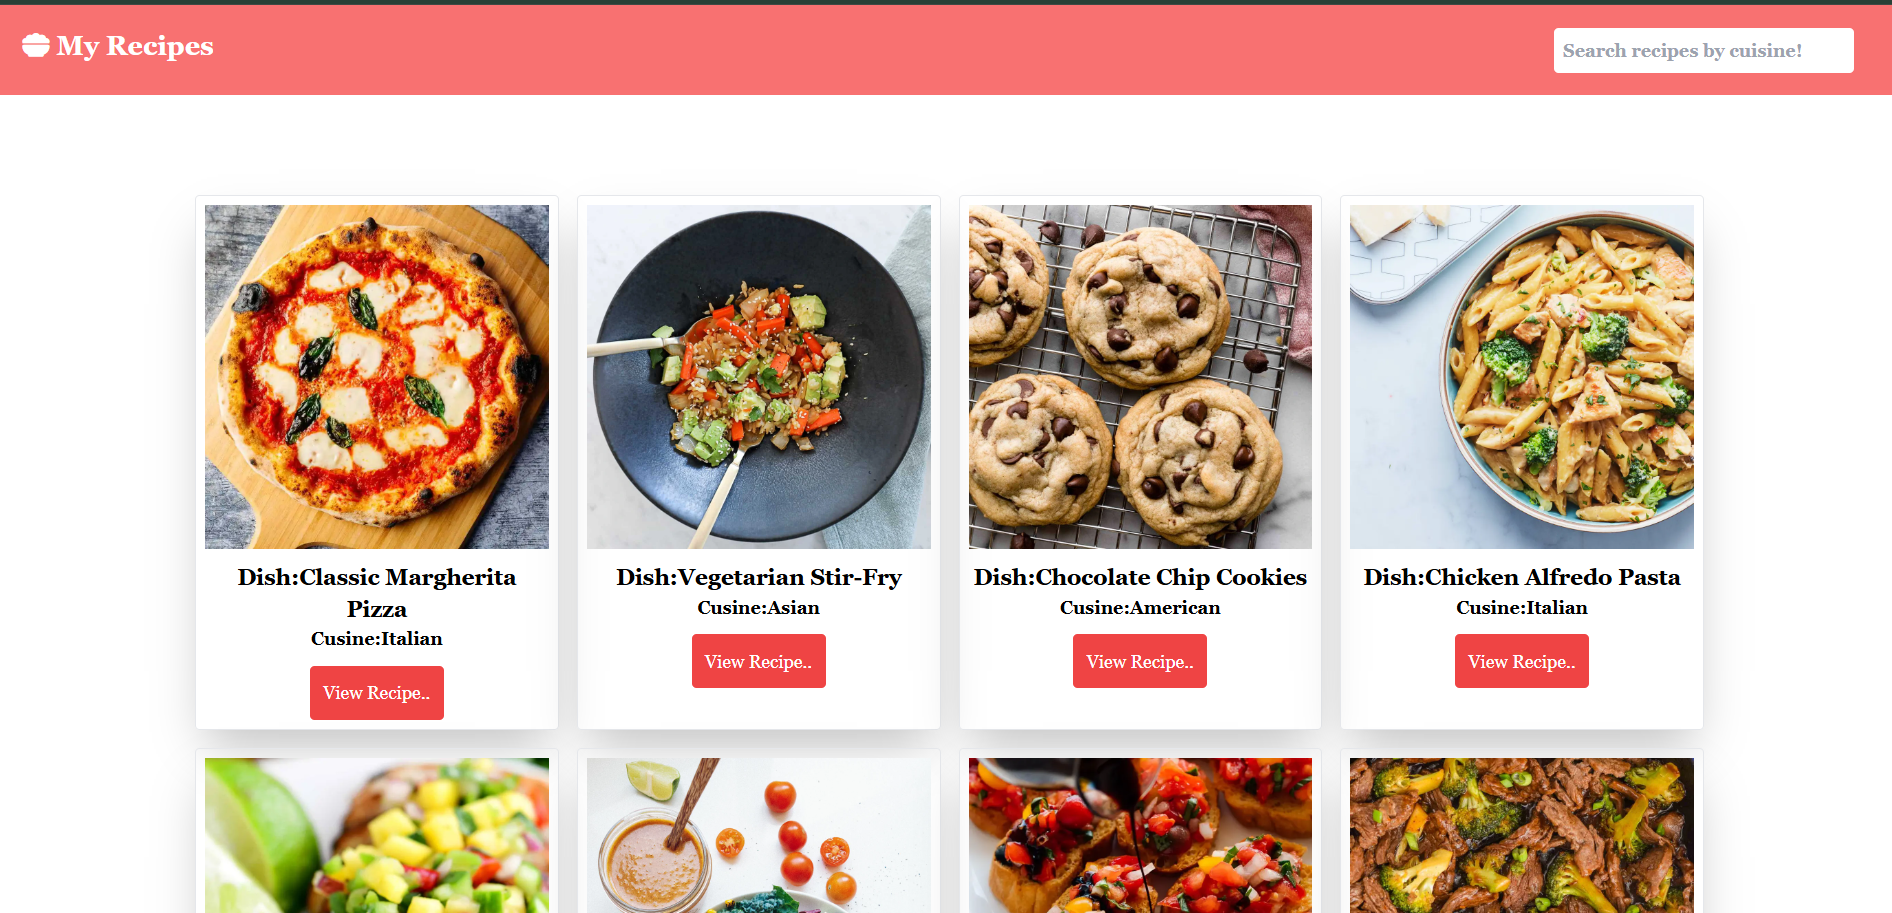 My Recipes
Search recipes by cuisine!
Dish:Classic Margherita
Pizza
Cusine:Italian
View Recipe..
Dish:Vegetarian Stir-Fry
Cusine:Asian
View Recipe..
Dish:Chocolate Chip Cookies
Cusine:American
View Recipe..
Dish:Chicken Alfredo Pasta
Cusine:Italian
View Recipe..